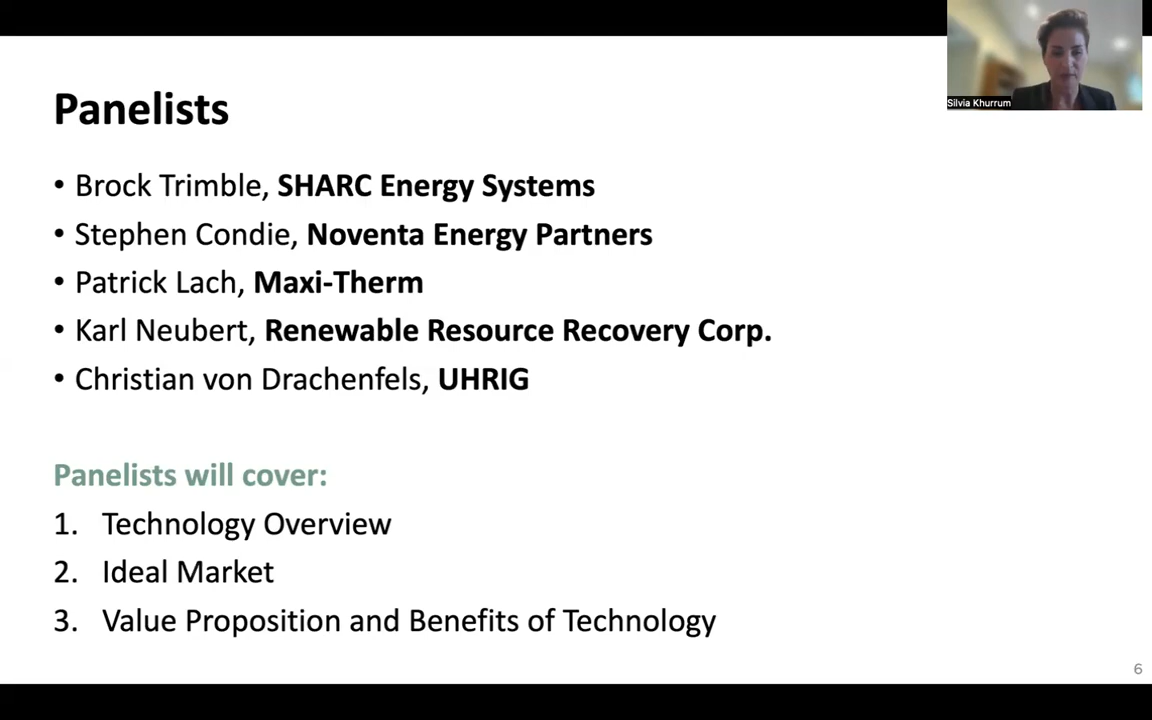 Silvia Khurrum
Panelists
• Brock Trimble, SHARC Energy Systems
• Stephen Condie, Noventa Energy Partners
• Patrick Lach, Maxi-Therm
• Karl Neubert, Renewable Resource Recovery Corp.
• Christian von Drachenfels, UHRIG
Panelists will cover:
1. Technology Overview
2. Ideal Market
3. Value Proposition and Benefits of Technology
6